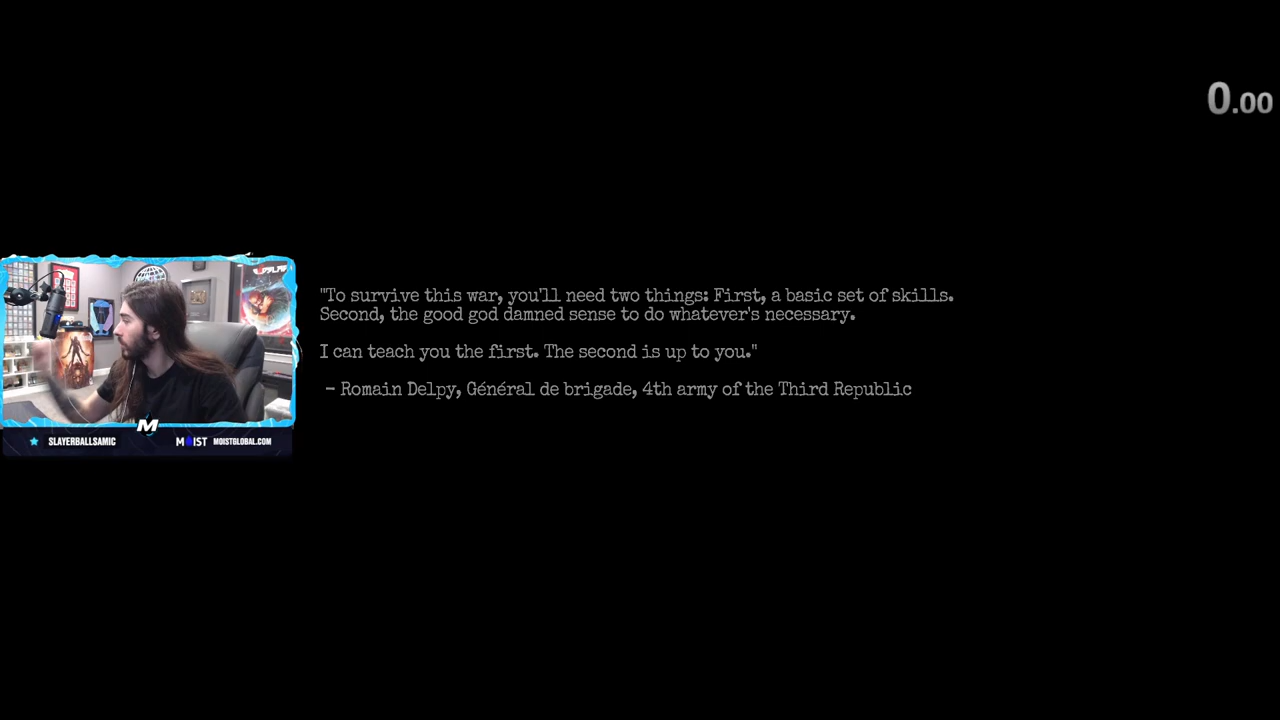 0.00
"To survive this war, you'll need two things: First, a basic set of skills.
Second, the good god damned sense to do whatever's necessary.
I can teach you the first. The second is up to you."
- Romain Delpy, Général de brigade, 4th army of the Third Republic
M
SLAYERBALLSAMIC
MOIST
MOISTGLOBAL.COM